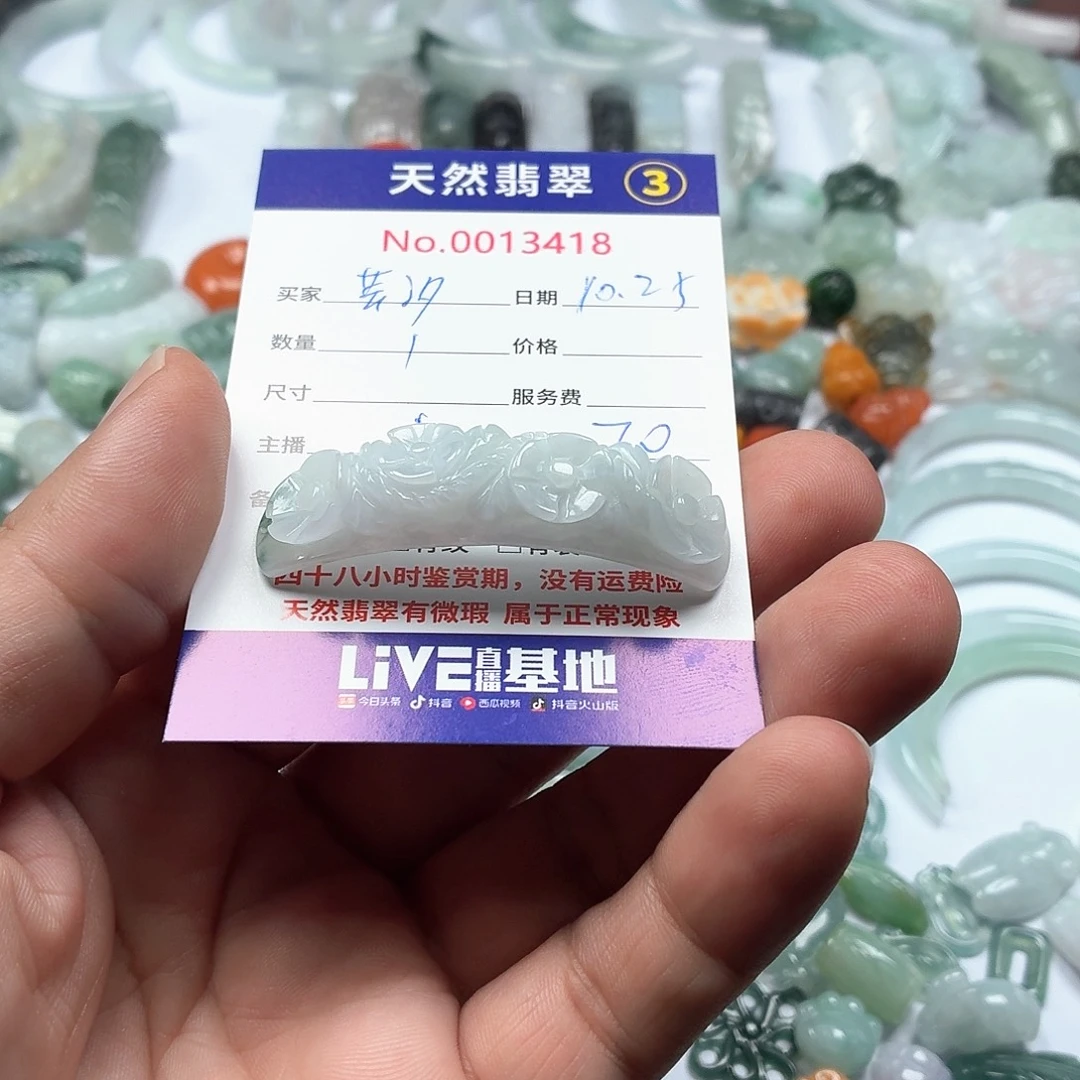 天然翡翠 ③
No.0013418
买家 日期 10.25
数量 1 价格
尺寸 服务费
主播 70
备
四十八小时鉴赏期，没有运费险
天然翡翠有微瑕 属于正常现象
LiVE直播基地
今日头条 抖音 西瓜视频 抖音火山版